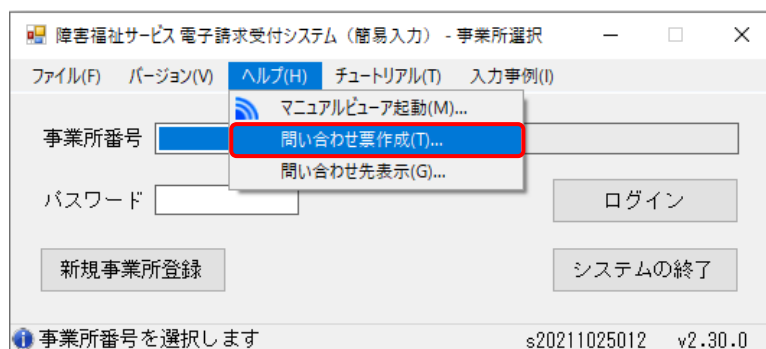 障害福祉サービス 電子請求受付システム（簡易入力） - 事業所選択
ファイル(F) バージョン(V) ヘルプ(H) チュートリアル(T) 入力事例(I)
マニュアルビューア起動(M)...
事業所番号
問い合わせ票作成(T)...
問い合わせ先表示(G)...
パスワード
ログイン
新規事業所登録
システムの終了
事業所番号を選択します s20211025012 v2.30.0